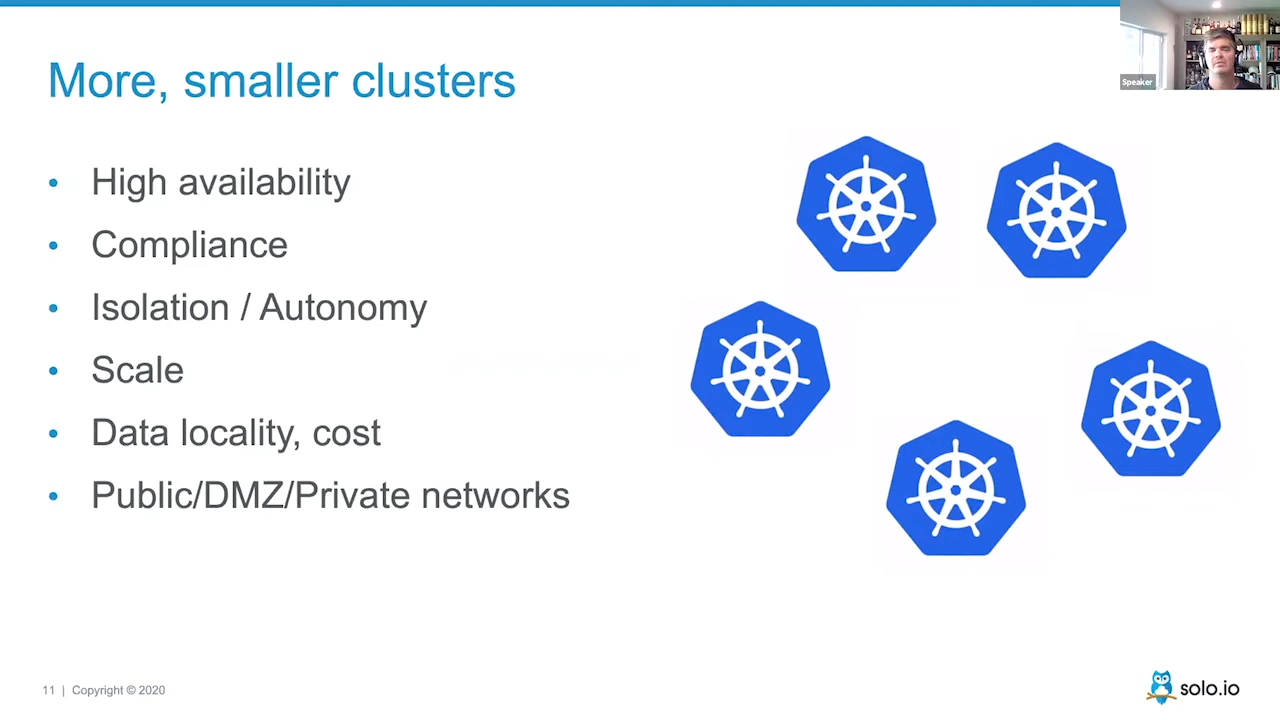 More, smaller clusters
Speaker
• High availability
• Compliance
• Isolation / Autonomy
• Scale
• Data locality, cost
• Public/DMZ/Private networks
11 | Copyright © 2020
solo.io